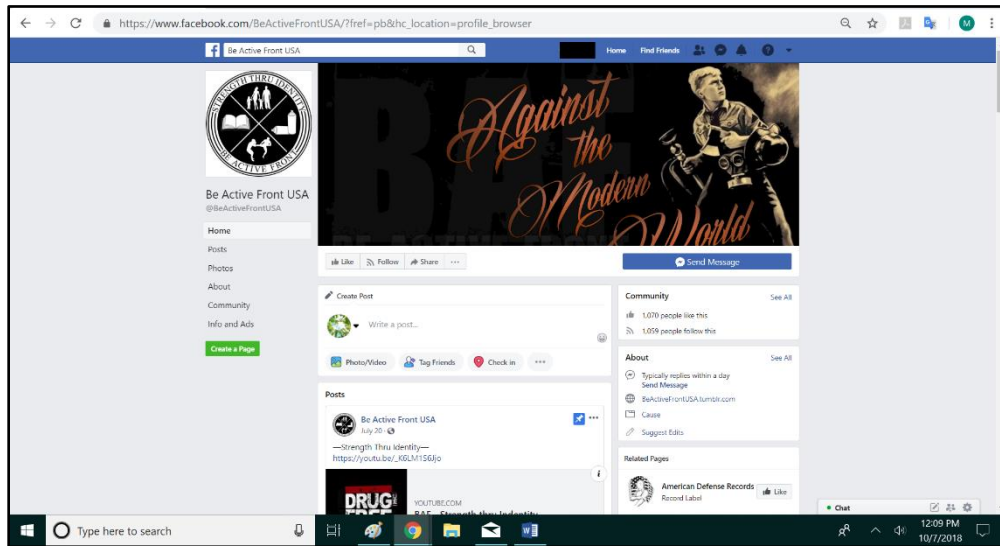 https://www.facebook.com/BeActiveFrontUSA/?fref=pb&hc_location=profile_browser
M
Be Active Front USA
Home Find Friends
STRENGTH THRU IDENTITY
BE ACTIVE FRONT
BAE
Against
the
Modern
World
Be Active Front USA
@BeActiveFrontUSA
Home
Posts
Photos
About
Community
Info and Ads
Create a Page
Like Follow Share
Send Message
Create Post
Write a post...
Photo/Video Tag Friends Check in
Posts
Be Active Front USA
July 20
—Strength Thru Identity—
DRUG
FREE
YOUTUBE.COM
BAF - Strength thru Indentity
Community See All
1,070 people like this
1,059 people follow this
About See All
Typically replies within a day
Send Message
BeActiveFrontUSA.tumblr.com
Cause
Suggest Edits
Related Pages
American Defense Records
Record Label
Like
Chat
Type here to search
12:09 PM
10/7/2018